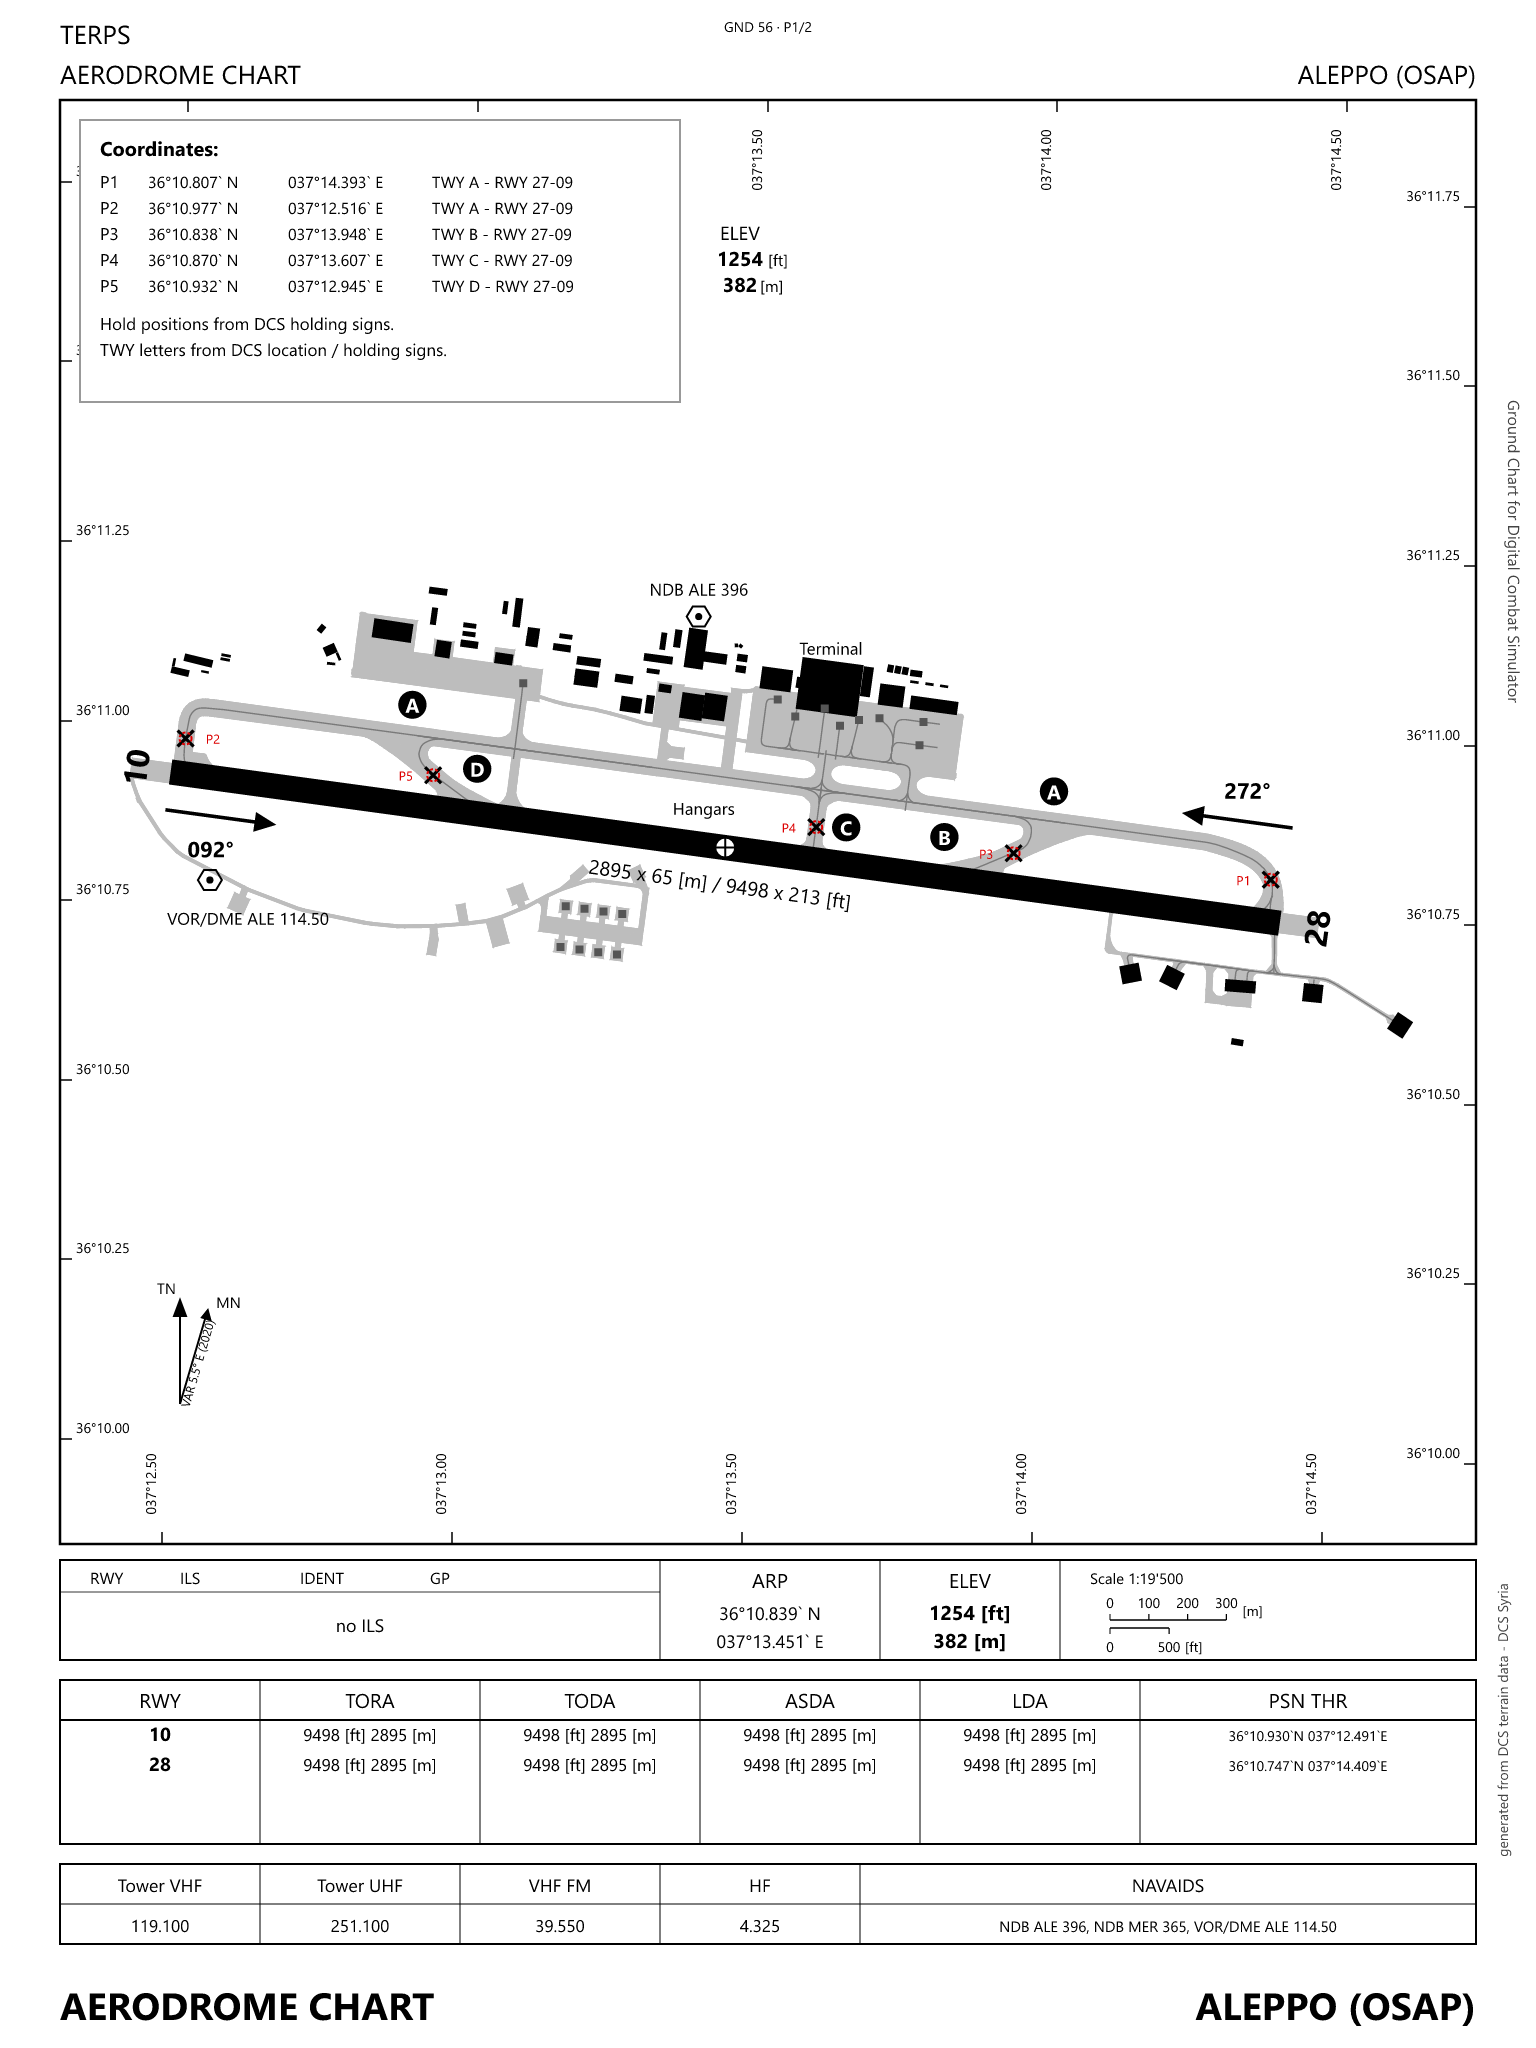 GND 56 · P1/2
TERPS
AERODROME CHART
ALEPPO (OSAP)
Coordinates:
P1 36°10.807` N 037°14.393` E TWY A - RWY 27-09
P2 36°10.977` N 037°12.516` E TWY A - RWY 27-09
P3 36°10.838` N 037°13.948` E TWY B - RWY 27-09
P4 36°10.870` N 037°13.607` E TWY C - RWY 27-09
P5 36°10.932` N 037°12.945` E TWY D - RWY 27-09
Hold positions from DCS holding signs.
TWY letters from DCS location / holding signs.
037°13.50
037°14.00
037°14.50
ELEV
1254 [ft]
382 [m]
36°11.75
36°11.50
36°11.25
36°11.25
36°11.00
36°11.00
36°10.75
36°10.75
36°10.50
36°10.50
36°10.25
36°10.25
36°10.00
36°10.00
NDB ALE 396
Terminal
A
P2
10
P5
D
Hangars
P4
C
B
A
P3
272°
P1
092°
2895 x 65 [m] / 9498 x 213 [ft]
VOR/DME ALE 114.50
28
TN
MN
VAR 5.5° E (2020)
037°12.50
037°13.00
037°13.50
037°14.00
037°14.50
Ground Chart for Digital Combat Simulator
RWY ILS IDENT GP
no ILS
ARP
36°10.839` N
037°13.451` E
ELEV
1254 [ft]
382 [m]
Scale 1:19'500
0 100 200 300 [m]
0 500 [ft]
RWY TORA TODA ASDA LDA PSN THR
10 9498 [ft] 2895 [m] 9498 [ft] 2895 [m] 9498 [ft] 2895 [m] 9498 [ft] 2895 [m] 36°10.930`N 037°12.491`E
28 9498 [ft] 2895 [m] 9498 [ft] 2895 [m] 9498 [ft] 2895 [m] 9498 [ft] 2895 [m] 36°10.747`N 037°14.409`E
generated from DCS terrain data - DCS Syria
Tower VHF Tower UHF VHF FM HF NAVAIDS
119.100 251.100 39.550 4.325 NDB ALE 396, NDB MER 365, VOR/DME ALE 114.50
AERODROME CHART
ALEPPO (OSAP)